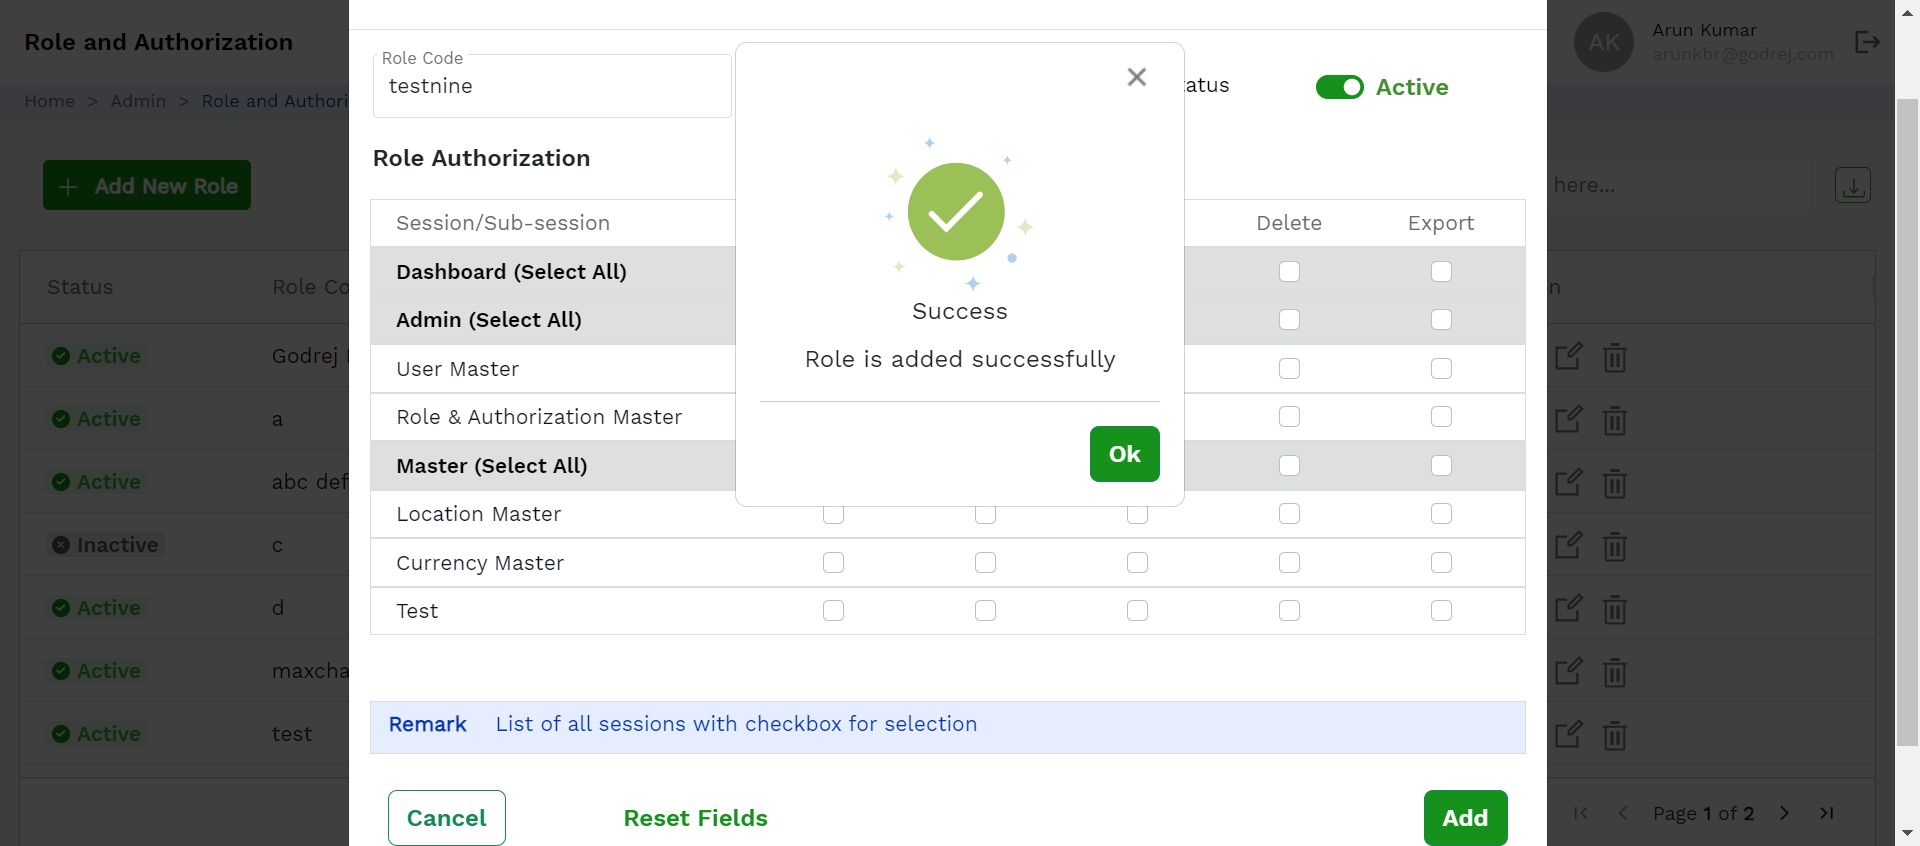 Role and Authorization
AK
Arun Kumar
arunkbr@godrej.com
Home > Admin > Role and Authori
Role Code
testnine
tatus
Active
Role Authorization
Add New Role
here...
Session/Sub-session Delete Export
Dashboard (Select All)
Admin (Select All)
User Master
Role & Authorization Master
Master (Select All)
Location Master
Currency Master
Test
Success
Role is added successfully
Ok
Status Role Co n
Active Godrej
Active a
Active abc def
Inactive c
Active d
Active maxcha
Active test
Remark List of all sessions with checkbox for selection
Cancel Reset Fields Add
Page 1 of 2